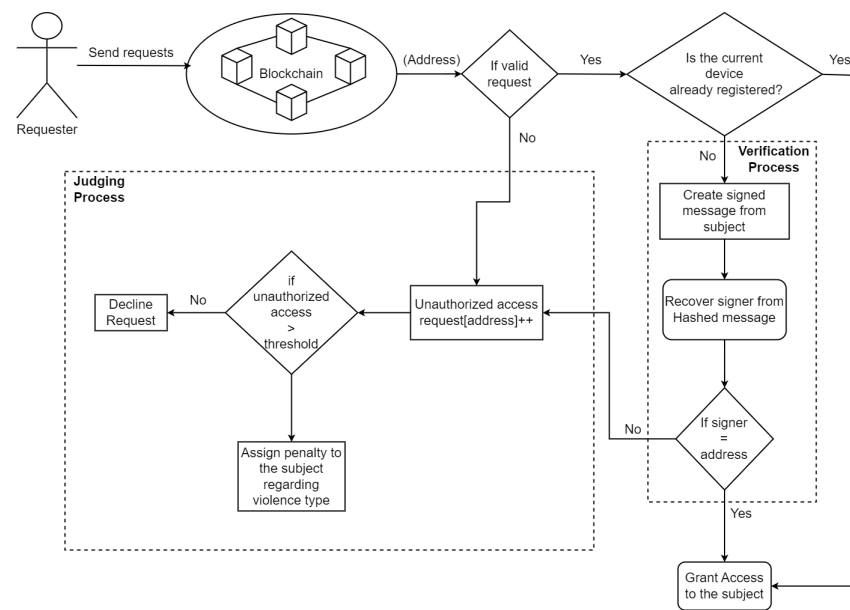 Send requests
Requester
Blockchain
(Address)
If valid
request
Yes
No
Is the current
device
already registered?
Yes
No
Verification
Process
Create signed
message from
subject
Recover signer from
Hashed message
If signer
=
address
No
Yes
Grant Access
to the subject
Judging
Process
Unauthorized access
request[address]++
if
unauthorized
access
>
threshold
No
Decline
Request
Assign penalty to
the subject
regarding
violence type